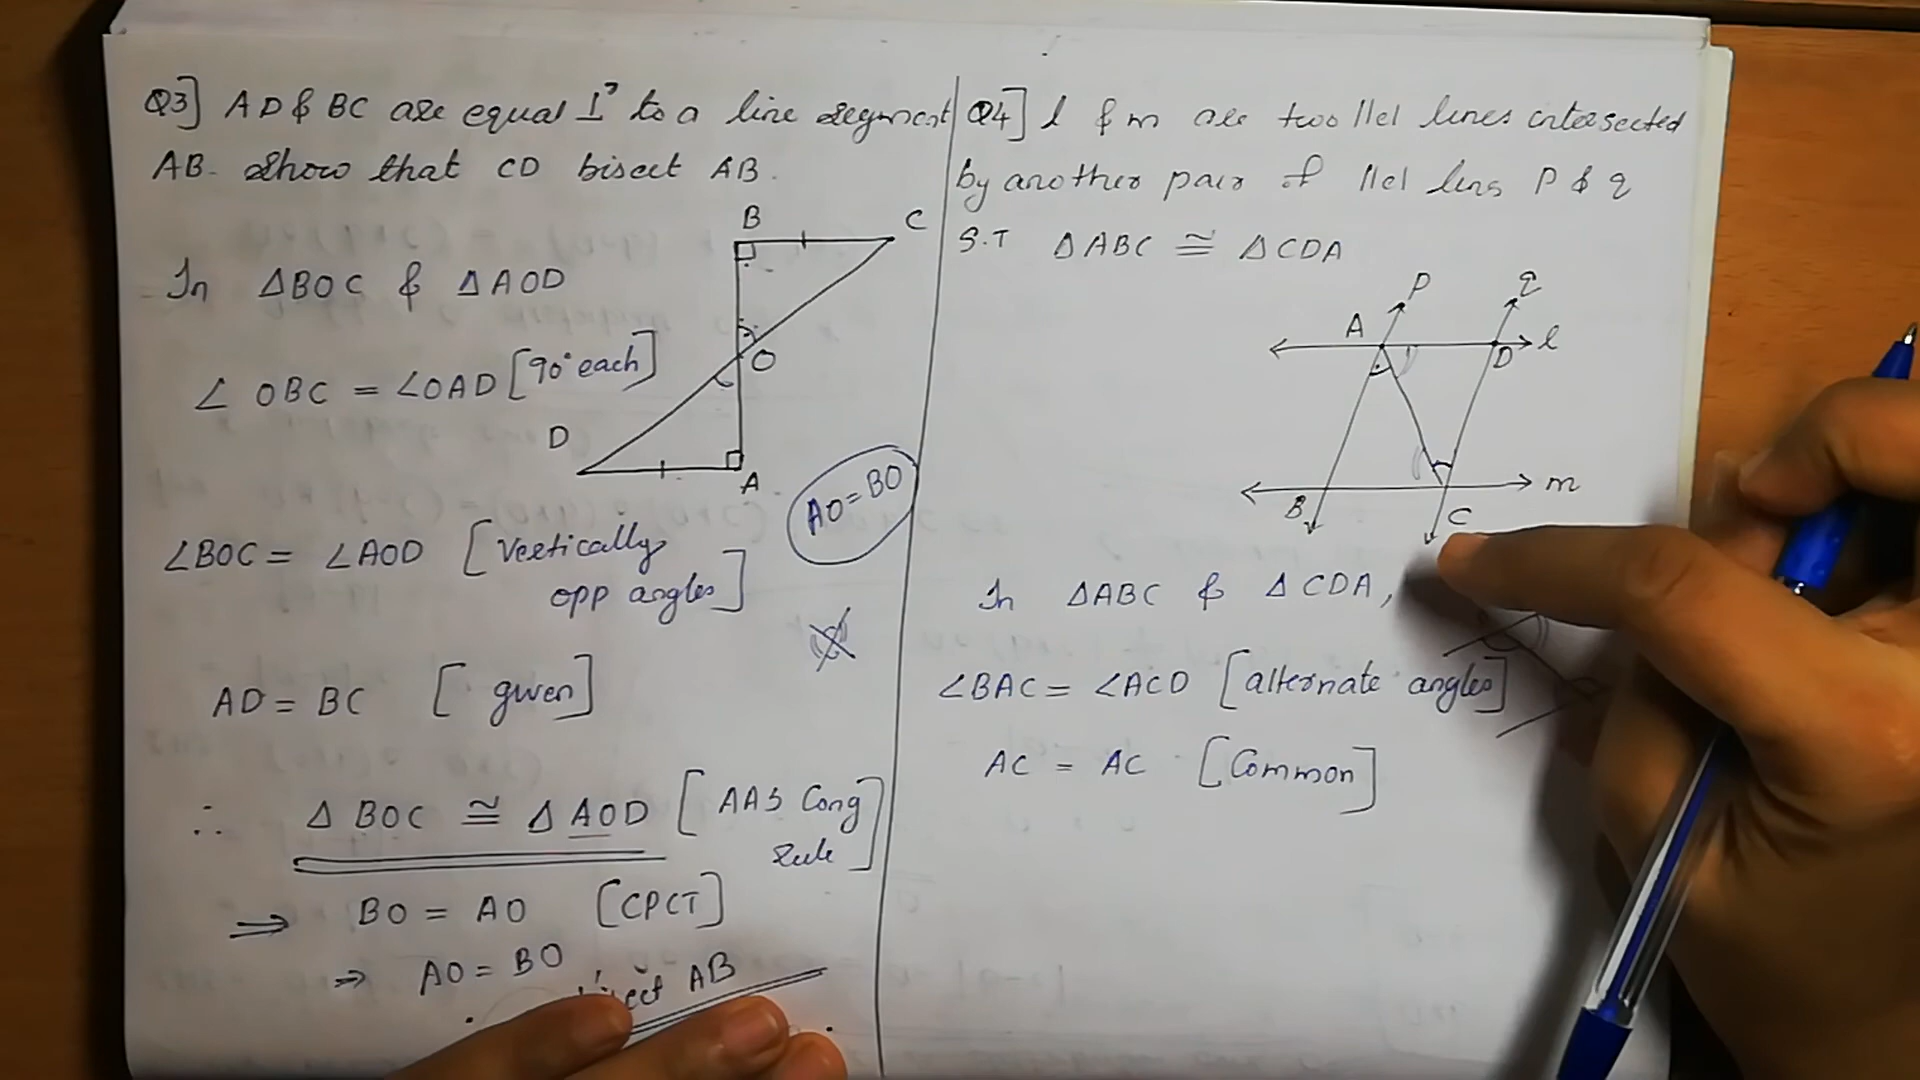 Q3] AD & BC are equal ⊥r to a line segment
AB. Show that CD bisect AB.
B
C
In ΔBOC & ΔAOD
∠OBC = ∠OAD [90° each]
O
D
A
AO = BO
∠BOC = ∠AOD [Vertically
opp angles]
AD = BC [given]
∴ ΔBOC ≅ ΔAOD [AAS Cong
rule]
⇒ BO = AO [CPCT]
⇒ AO = BO
AB
Q4] l & m are two llel lines intersected
by another pair of llel lins P & q
S.T ΔABC ≅ ΔCDA
P
q
A
D
l
B
C
m
In ΔABC & ΔCDA,
∠BAC = ∠ACD [alternate angles]
AC = AC [Common]